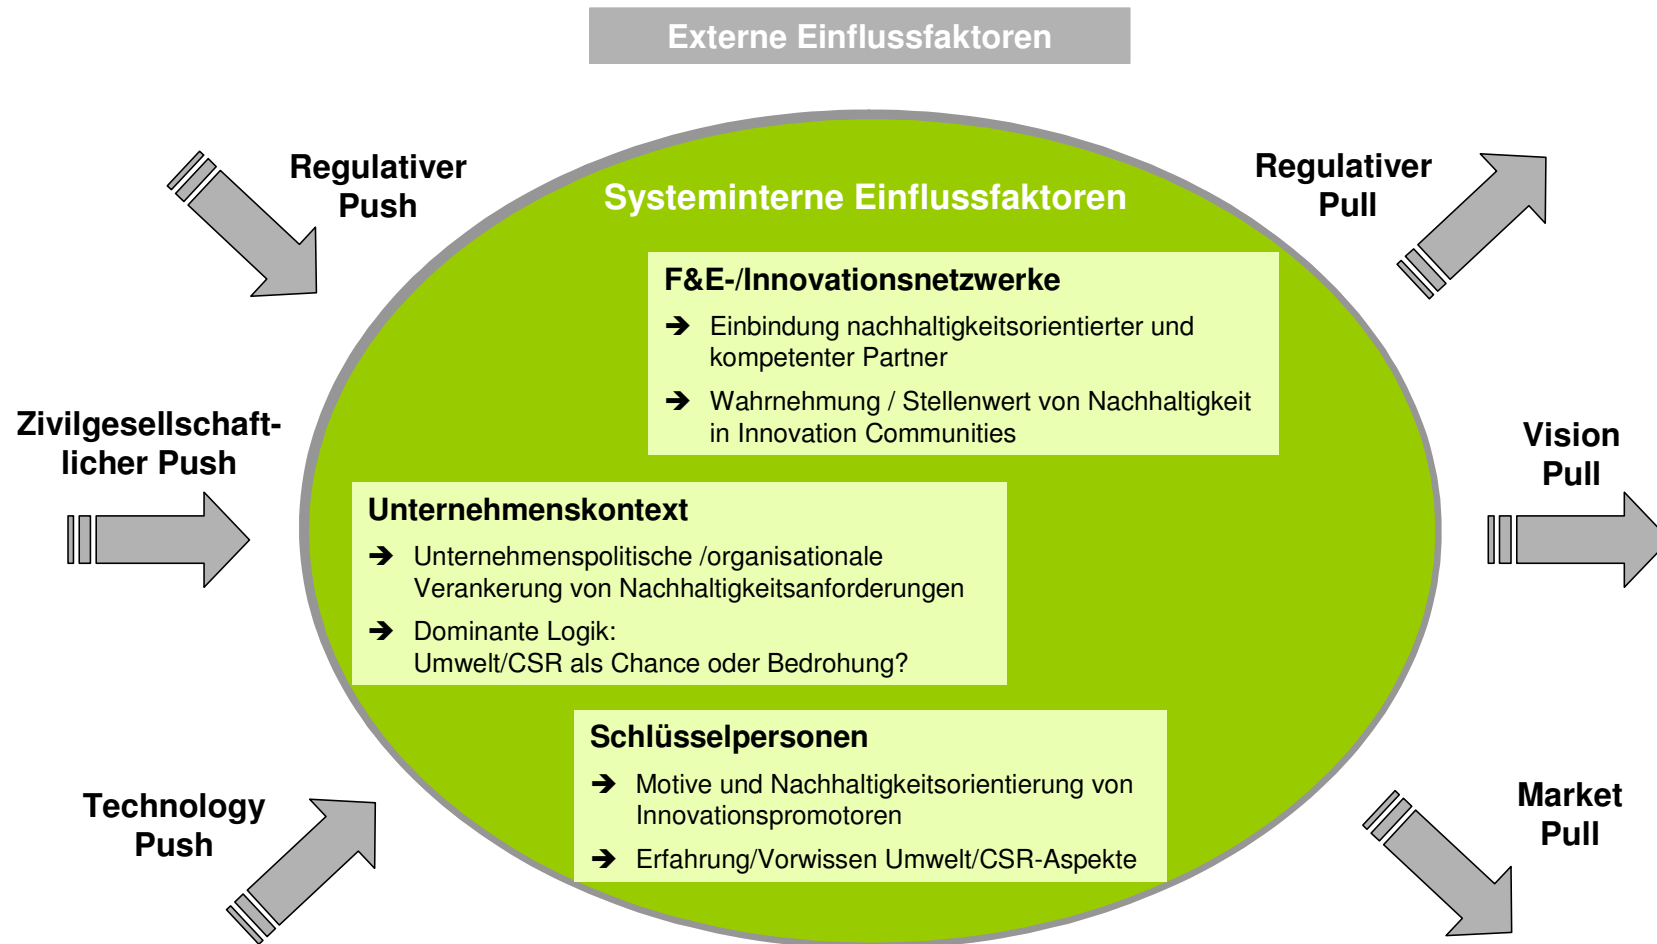 Externe Einflussfaktoren
Regulativer
Push
Zivilgesellschaft-
licher Push
Technology
Push
Systeminterne Einflussfaktoren
F&E-/Innovationsnetzwerke
➔ Einbindung nachhaltigkeitsorientierter und
kompetenter Partner
➔ Wahrnehmung / Stellenwert von Nachhaltigkeit
in Innovation Communities
Unternehmenskontext
➔ Unternehmenspolitische /organisationale
Verankerung von Nachhaltigkeitsanforderungen
➔ Dominante Logik:
Umwelt/CSR als Chance oder Bedrohung?
Schlüsselpersonen
➔ Motive und Nachhaltigkeitsorientierung von
Innovationspromotoren
➔ Erfahrung/Vorwissen Umwelt/CSR-Aspekte
Regulativer
Pull
Vision
Pull
Market
Pull